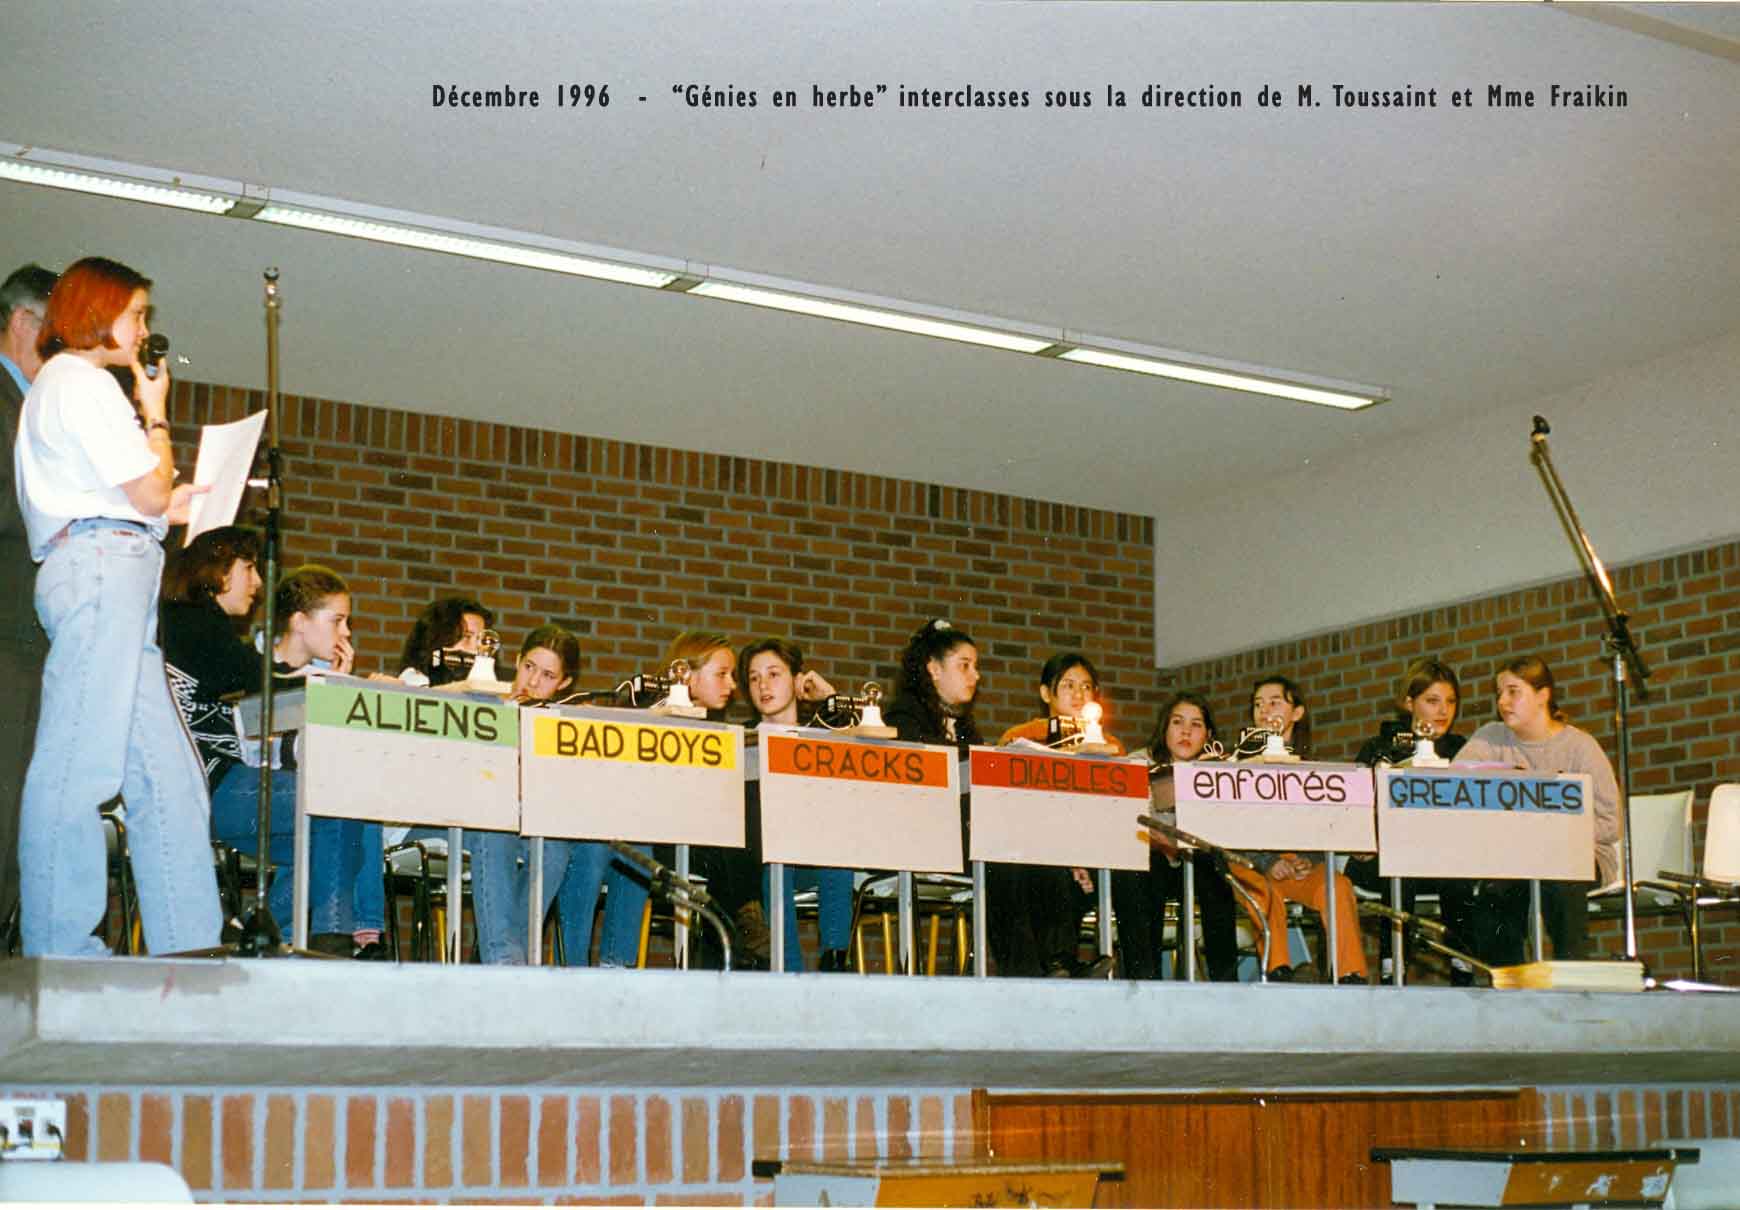 Décembre 1996 - “Génies en herbe” interclasses sous la direction de M. Toussaint et Mme Fraikin
ALIENS
BAD BOYS
CRACKS
DIABLES
enfoirés
GREAT ONES